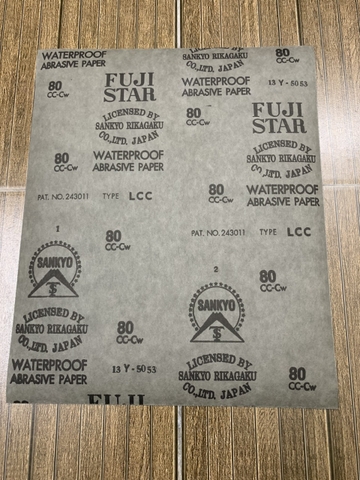 WATERPROOF
ABRASIVE PAPER
80
CC-Cw
FUJI
STAR
LICENSED BY
SANKYO RIKAGAKU
CO.,LTD. JAPAN
80
CC-Cw
WATERPROOF
ABRASIVE PAPER
PAT. NO. 243011 TYPE LCC
1
80
CC-Cw
SANKYO
LICENSED BY
SANKYO RIKAGAKU
CO.,LTD. JAPAN
80
CC-Cw
WATERPROOF
ABRASIVE PAPER
13 Y-5053
FUJI
LICENSED BY
SANKYO RIKAGAKU
CO.,LTD. JAPAN
80
CC-Cw
WATERPROOF
ABRASIVE PAPER
13 Y-5053
80
CC-Cw
FUJI
STAR
LICENSED BY
SANKYO RIKAGAKU
CO.,LTD. JAPAN
80
CC-Cw
WATERPROOF
ABRASIVE PAPER
PAT. NO. 243011 TYPE LCC
2
80
CC-Cw
SANKYO
LICENSED BY
SANKYO RIKAGAKU
CO.,LTD. JAPAN
80
CC-Cw